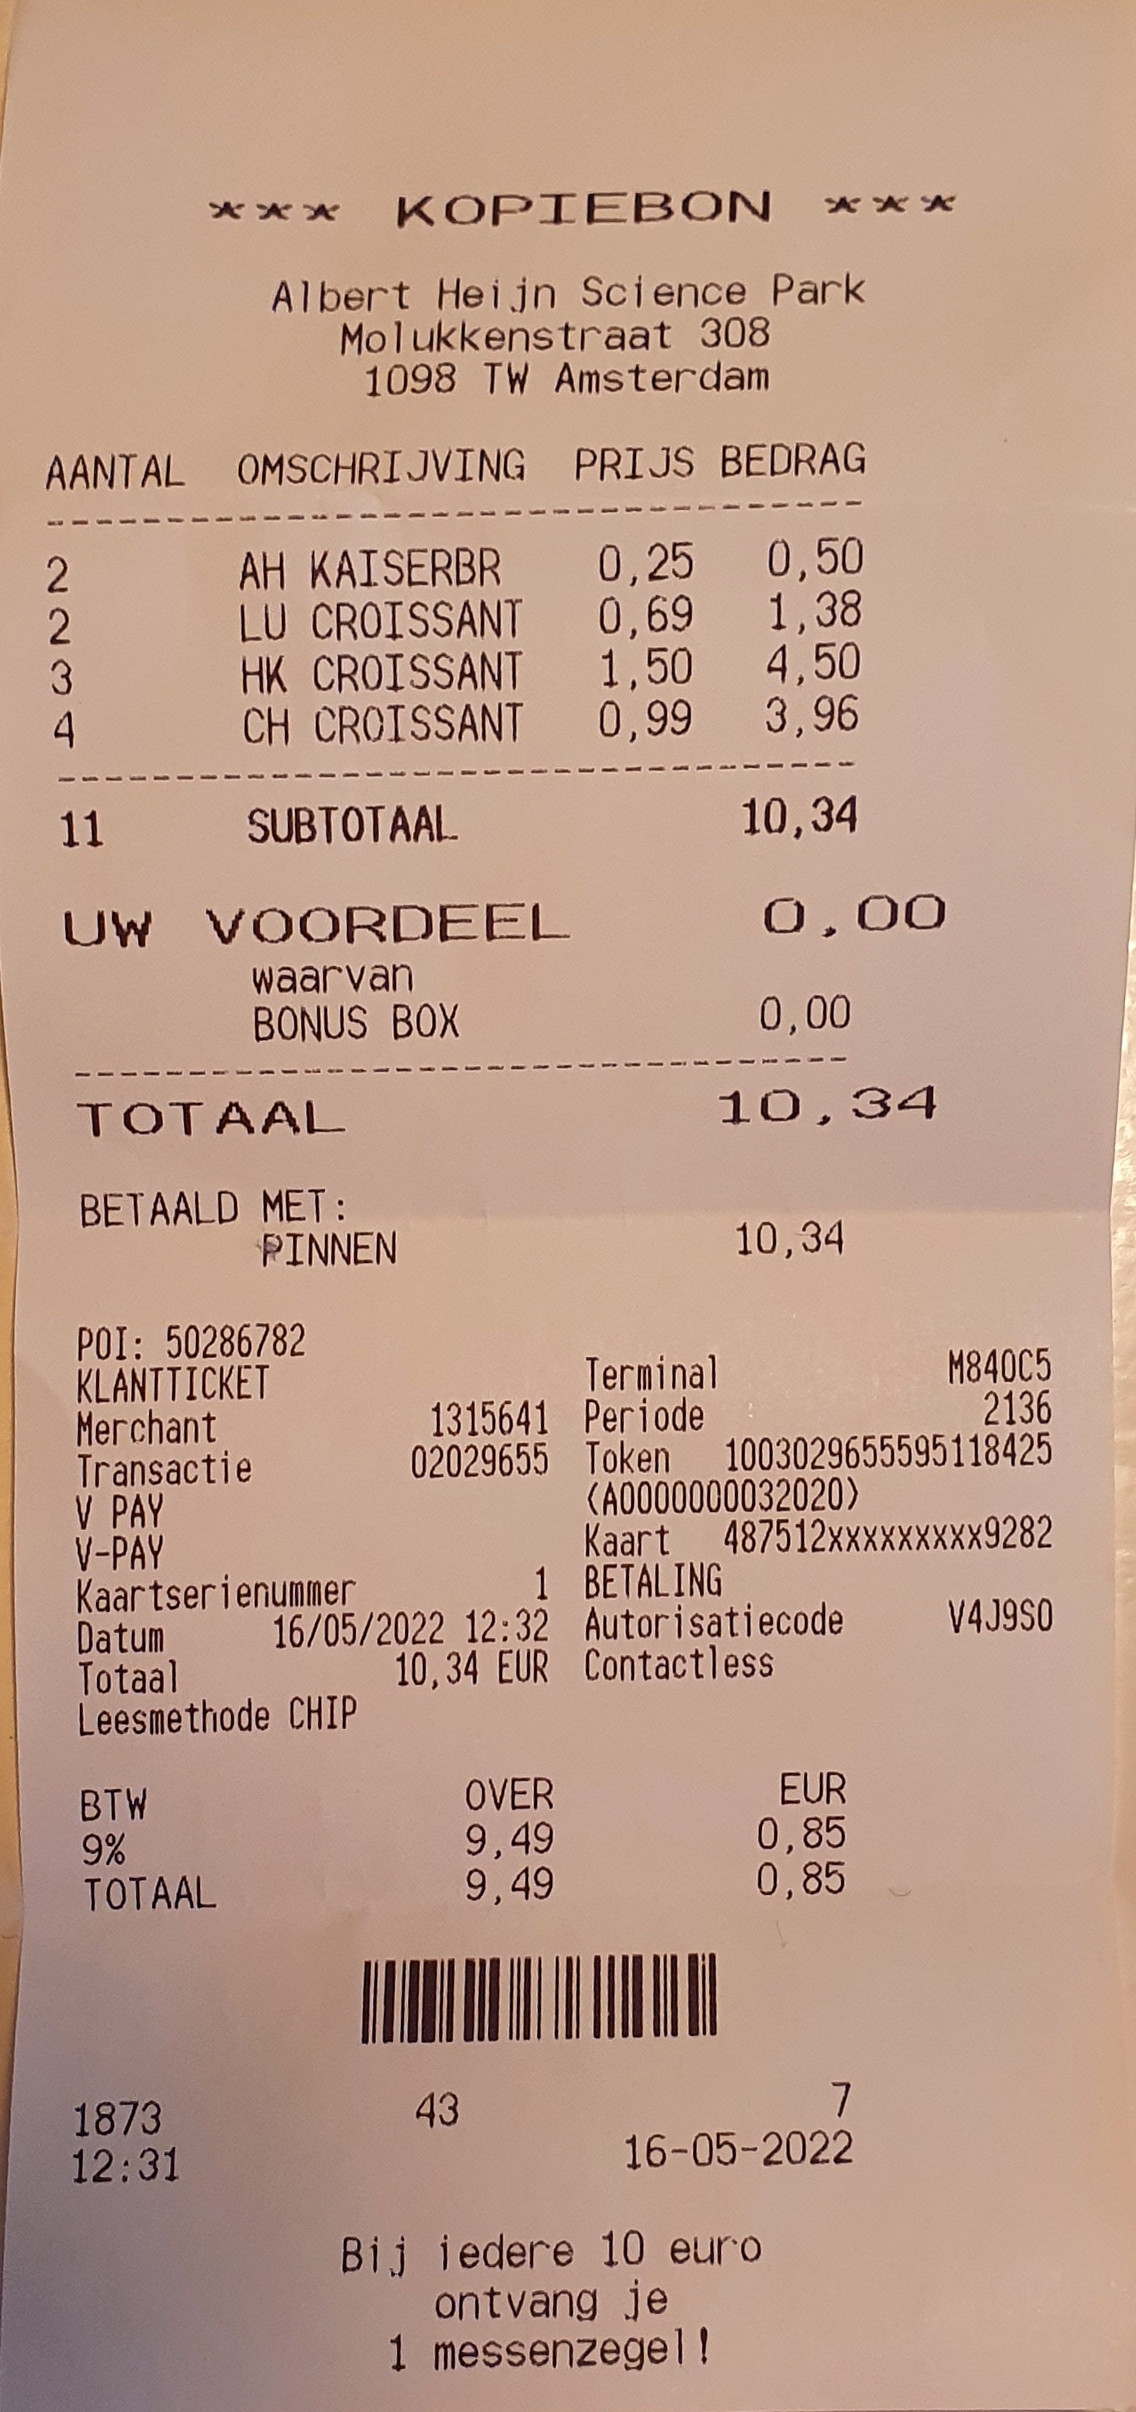 *** KOPIEBON ***
Albert Heijn Science Park
Molukkenstraat 308
1098 TW Amsterdam
AANTAL OMSCHRIJVING PRIJS BEDRAG
2 AH KAISERBR 0,25 0,50
2 LU CROISSANT 0,69 1,38
3 HK CROISSANT 1,50 4,50
4 CH CROISSANT 0,99 3,96
11 SUBTOTAAL 10,34
UW VOORDEEL 0,00
waarvan
BONUS BOX 0,00
TOTAAL 10,34
BETAALD MET:
PINNEN 10,34
POI: 50286782
KLANTTICKET Terminal M840C5
Merchant 1315641 Periode 2136
Transactie 02029655 Token 1003029655595118425
V PAY (A0000000032020)
V-PAY Kaart 487512xxxxxxxxx9282
Kaartserienummer 1 BETALING
Datum 16/05/2022 12:32 Autorisatiecode V4J9S0
Totaal 10,34 EUR Contactless
Leesmethode CHIP
BTW OVER EUR
9% 9,49 0,85
TOTAAL 9,49 0,85
1873 43 7
12:31 16-05-2022
Bij iedere 10 euro
ontvang je
1 messenzegel!